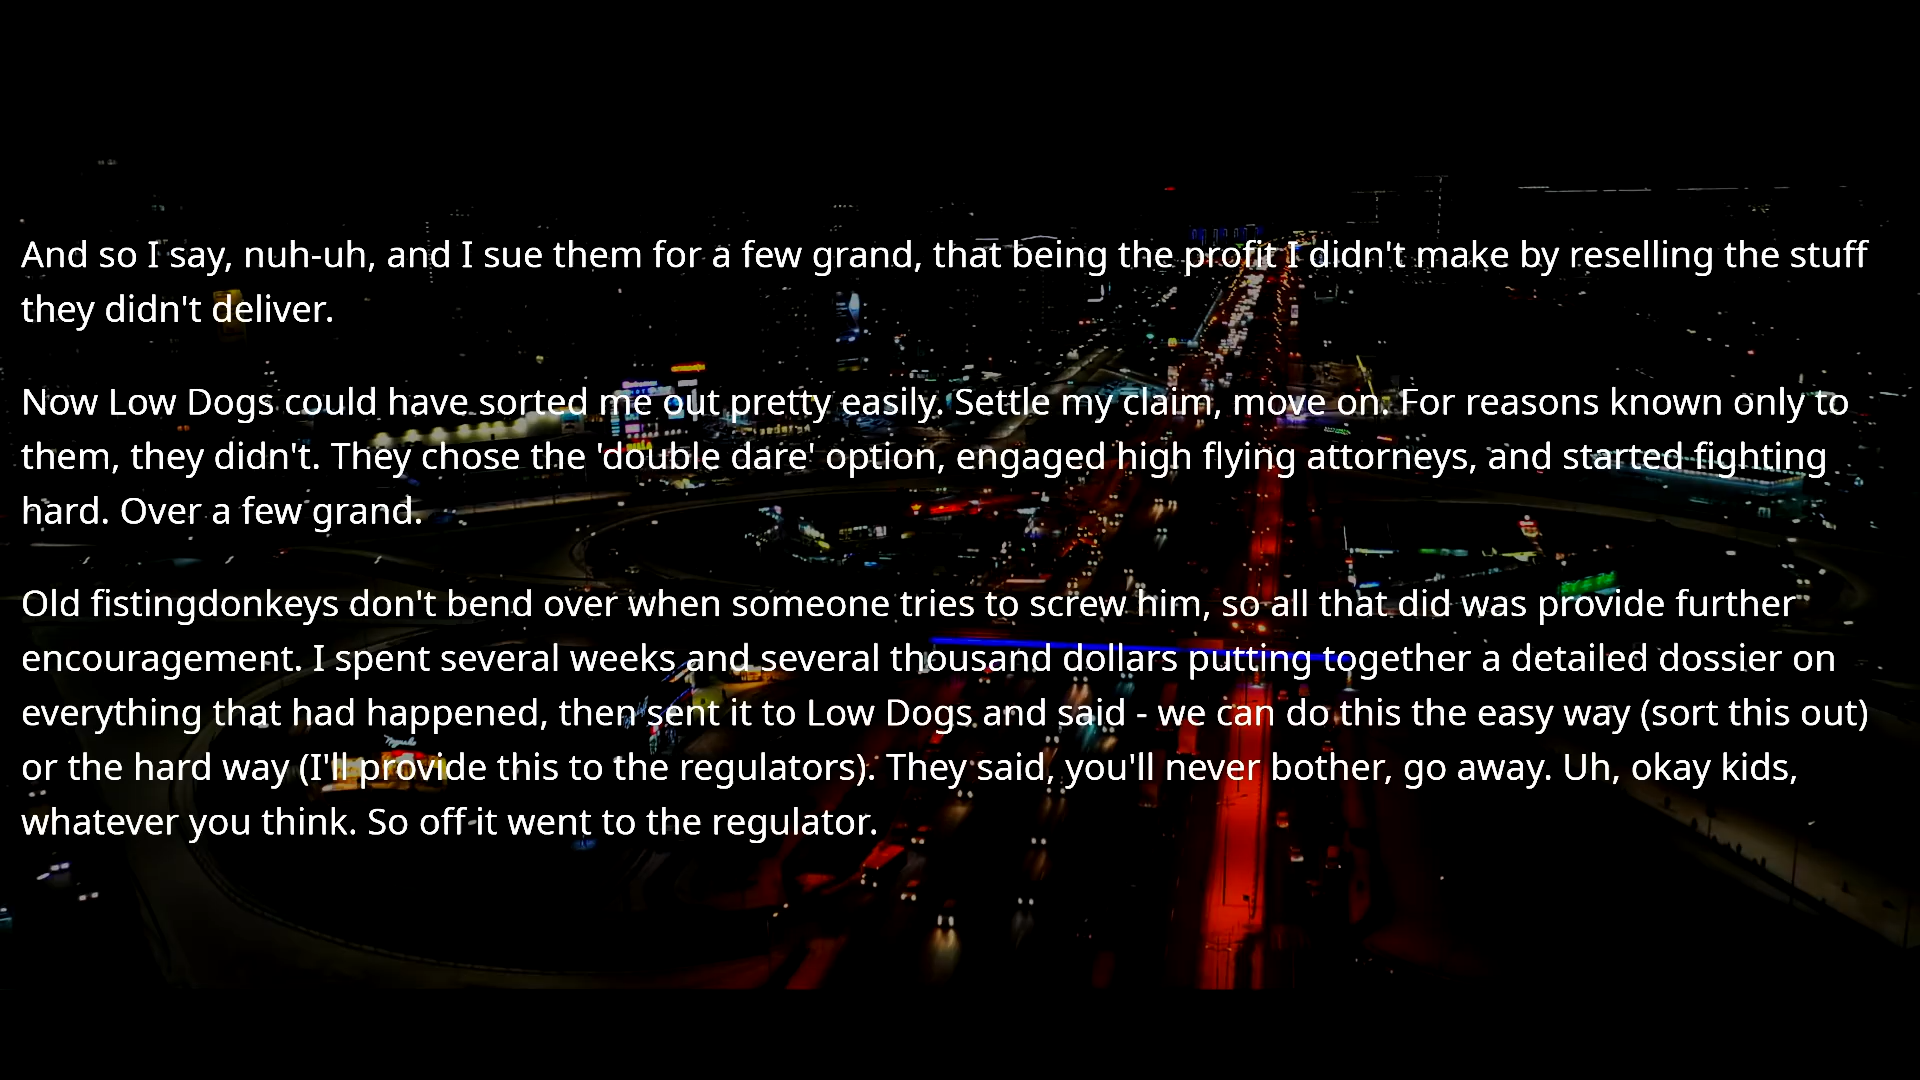 And so I say, nuh-uh, and I sue them for a few grand, that being the profit I didn't make by reselling the stuff
they didn't deliver.
Now Low Dogs could have sorted me out pretty easily. Settle my claim, move on. For reasons known only to
them, they didn't. They chose the 'double dare' option, engaged high flying attorneys, and started fighting
hard. Over a few grand.
Old fistingdonkeys don't bend over when someone tries to screw him, so all that did was provide further
encouragement. I spent several weeks and several thousand dollars putting together a detailed dossier on
everything that had happened, then sent it to Low Dogs and said - we can do this the easy way (sort this out)
or the hard way (I'll provide this to the regulators). They said, you'll never bother, go away. Uh, okay kids,
whatever you think. So off it went to the regulator.